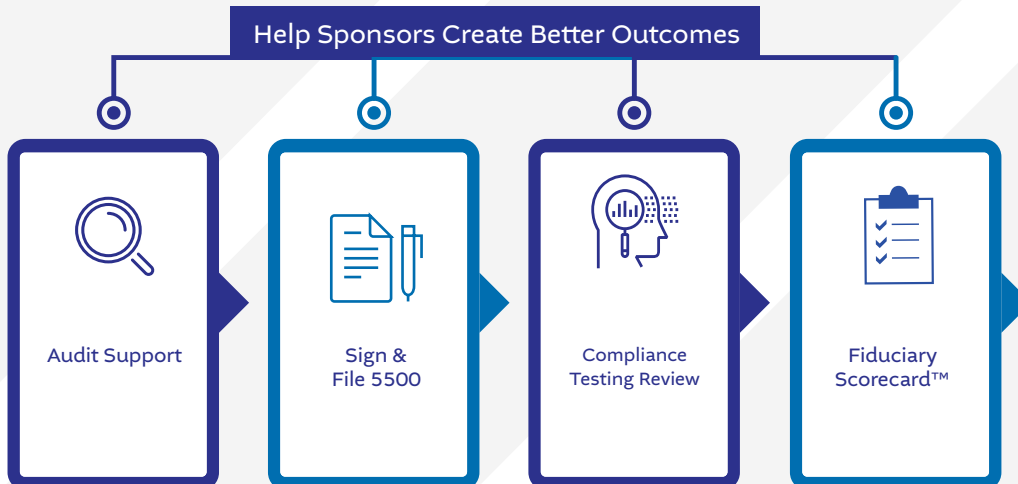 Help Sponsors Create Better Outcomes
Audit Support
Sign &
File 5500
Compliance
Testing Review
Fiduciary
Scorecard™